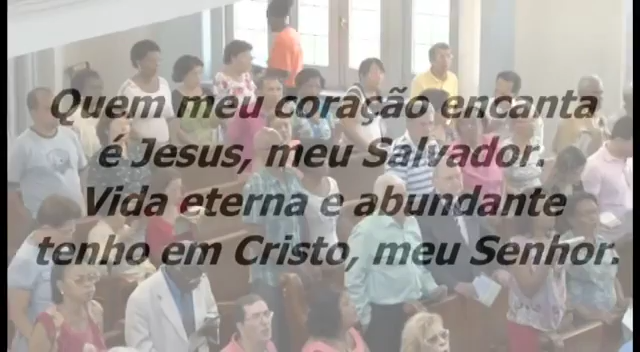 Quem meu coração encanta
é Jesus, meu Salvador.
Vida eterna e abundante
tenho em Cristo, meu Senhor.